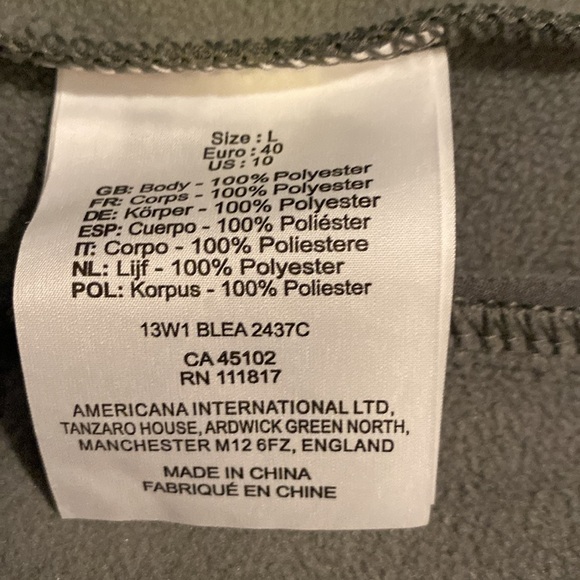 Size : L
Euro : 40
US : 10
GB: Body - 100% Polyester
FR: Corps - 100% Polyester
DE: Körper - 100% Polyester
ESP: Cuerpo - 100% Poliéster
IT: Corpo - 100% Poliestere
NL: Lijf - 100% Polyester
POL: Korpus - 100% Poliester
13W1 BLEA 2437C
CA 45102
RN 111817
AMERICANA INTERNATIONAL LTD,
TANZARO HOUSE, ARDWICK GREEN NORTH,
MANCHESTER M12 6FZ, ENGLAND
MADE IN CHINA
FABRIQUÉ EN CHINE